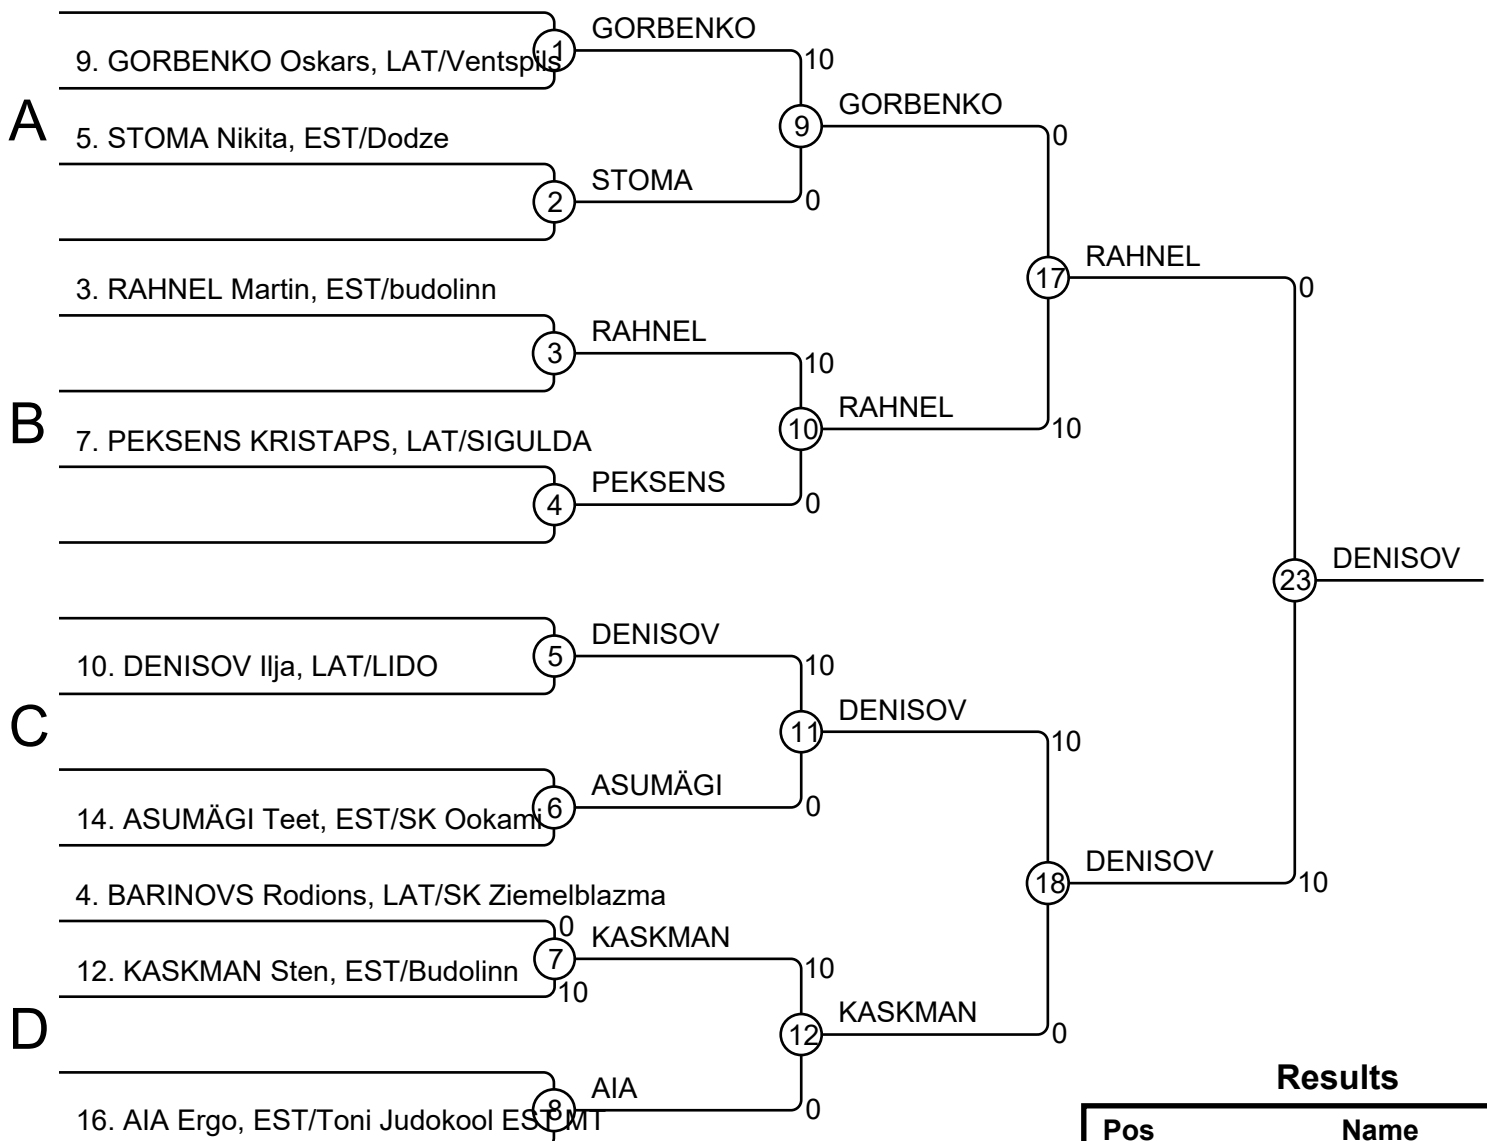 GORBENKO
9. GORBENKO Oskars, LAT/Ventspils
1
10
A
GORBENKO
9
0
5. STOMA Nikita, EST/Dodze
STOMA
2
0
RAHNEL
17
0
3. RAHNEL Martin, EST/budolinn
RAHNEL
3
10
B
RAHNEL
10
10
7. PEKSENS KRISTAPS, LAT/SIGULDA
PEKSENS
4
0
DENISOV
23
DENISOV
5
10
10. DENISOV Ilja, LAT/LIDO
C
DENISOV
11
10
ASUMÄGI
6
0
14. ASUMÄGI Teet, EST/SK Ookami
DENISOV
18
10
4. BARINOVS Rodions, LAT/SK Ziemelblazma
0
KASKMAN
7
12. KASKMAN Sten, EST/Budolinn
10
10
D
KASKMAN
12
0
AIA
8
0
16. AIA Ergo, EST/Toni Judokool EST MT
Results
Pos Name